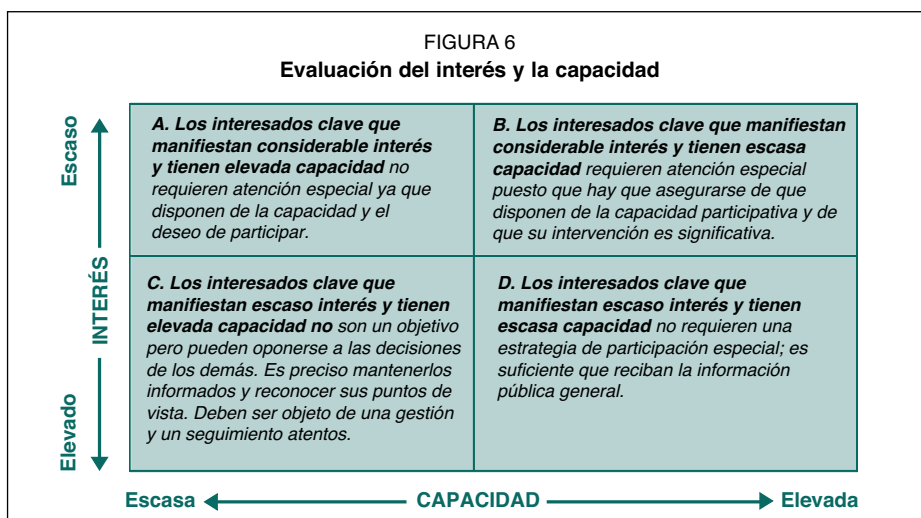 FIGURA 6
Evaluación del interés y la capacidad
Escaso
INTERÉS
Elevado
A. Los interesados clave que
manifiestan considerable interés
y tienen elevada capacidad no
requieren atención especial ya que
disponen de la capacidad y el
deseo de participar.
B. Los interesados clave que manifiestan
considerable interés y tienen escasa
capacidad requieren atención especial
puesto que hay que asegurarse de que
disponen de la capacidad participativa y de
que su intervención es significativa.
C. Los interesados clave que
manifiestan escaso interés y tienen
elevada capacidad no son un objetivo
pero pueden oponerse a las decisiones
de los demás. Es preciso mantenerlos
informados y reconocer sus puntos de
vista. Deben ser objeto de una gestión
y un seguimiento atentos.
D. Los interesados clave que
manifiestan escaso interés y tienen
escasa capacidad no requieren una
estrategia de participación especial; es
suficiente que reciban la información
pública general.
Escasa CAPACIDAD Elevada